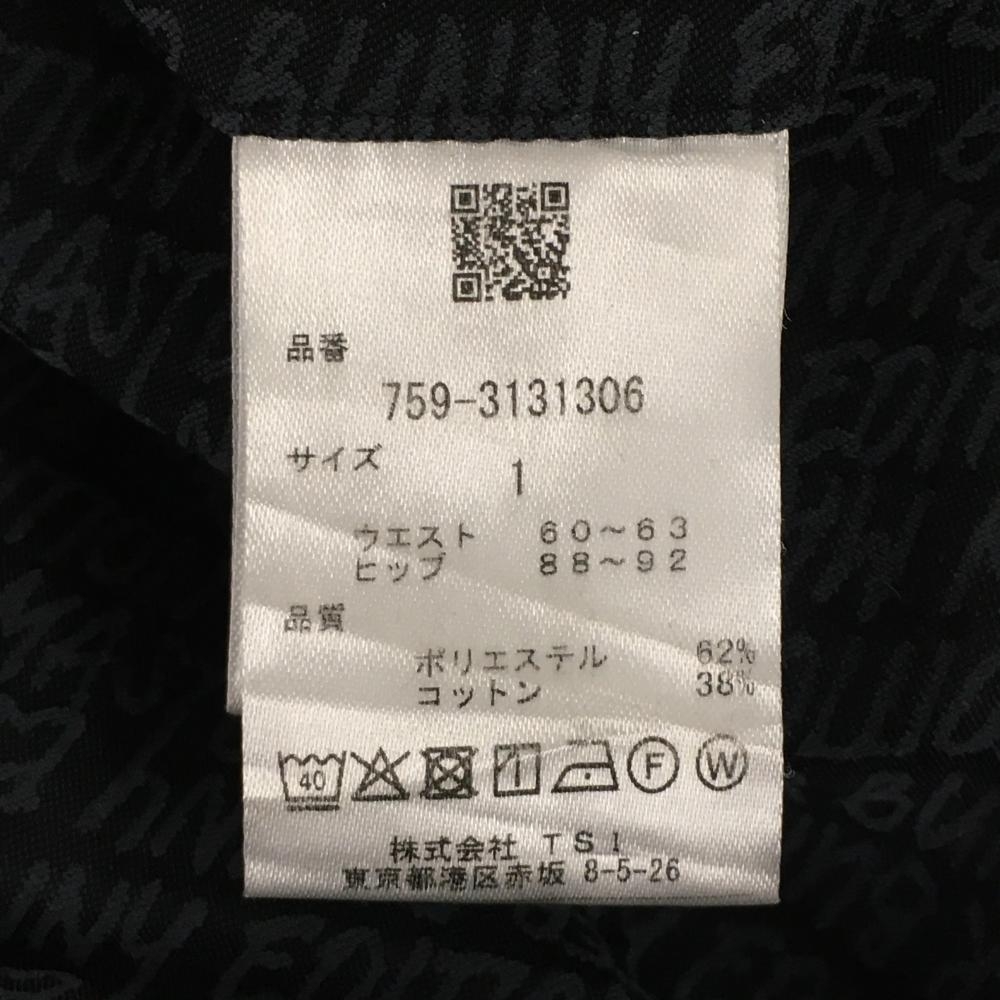 品番
759-3131306
サイズ
1
ウエスト 60~63
ヒップ 88~92
品質
ポリエステル 62%
コットン 38%
40 F W
株式会社 TSI
東京都港区赤坂 8-5-26